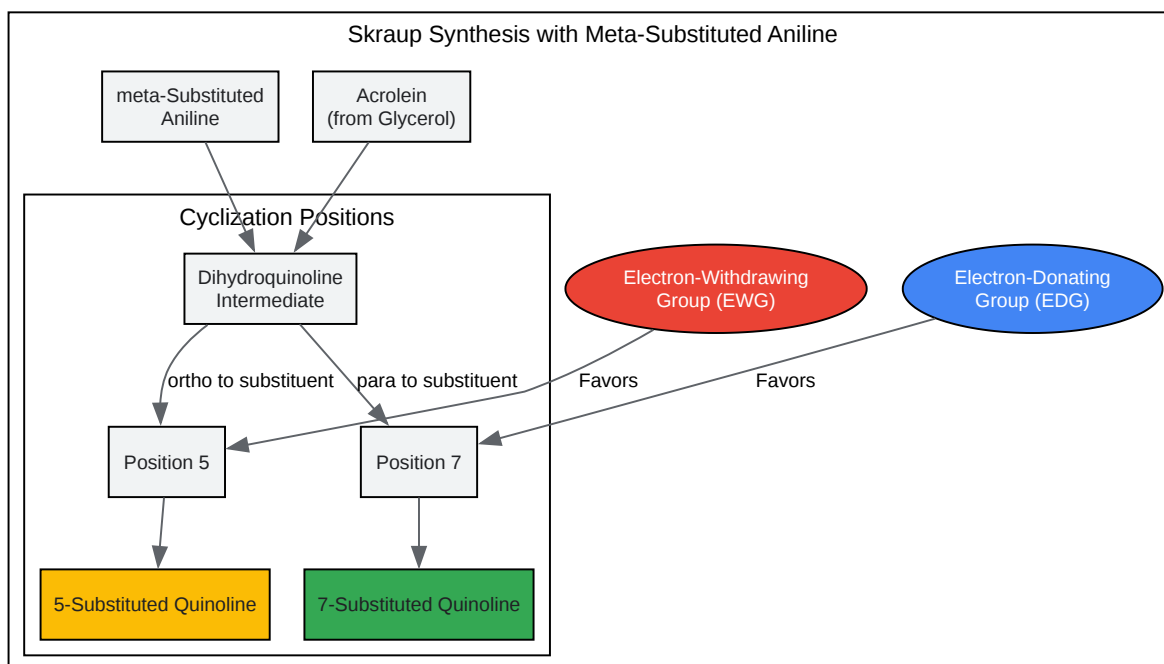 Skraup Synthesis with Meta-Substituted Aniline
meta-Substituted
Aniline
Acrolein
(from Glycerol)
Cyclization Positions
Dihydroquinoline
Intermediate
Electron-Withdrawing
Group (EWG)
Electron-Donating
Group (EDG)
ortho to substituent
para to substituent
Favors
Favors
Position 5
Position 7
5-Substituted Quinoline
7-Substituted Quinoline